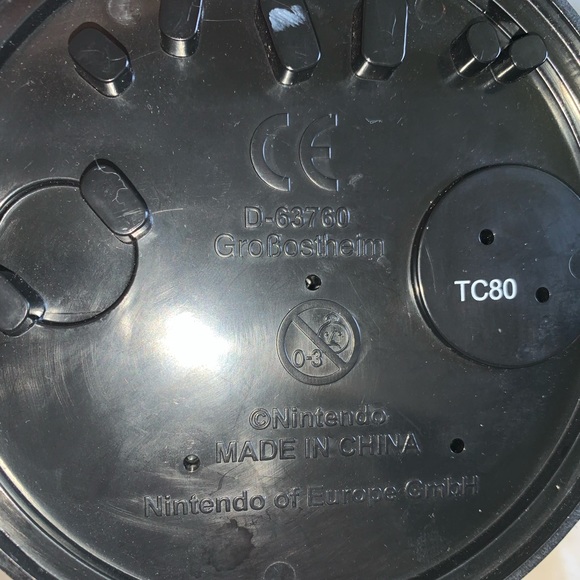 CE
D-63760
Großostheim
TC80
0-3
©Nintendo
MADE IN CHINA
Nintendo of Europe GmbH